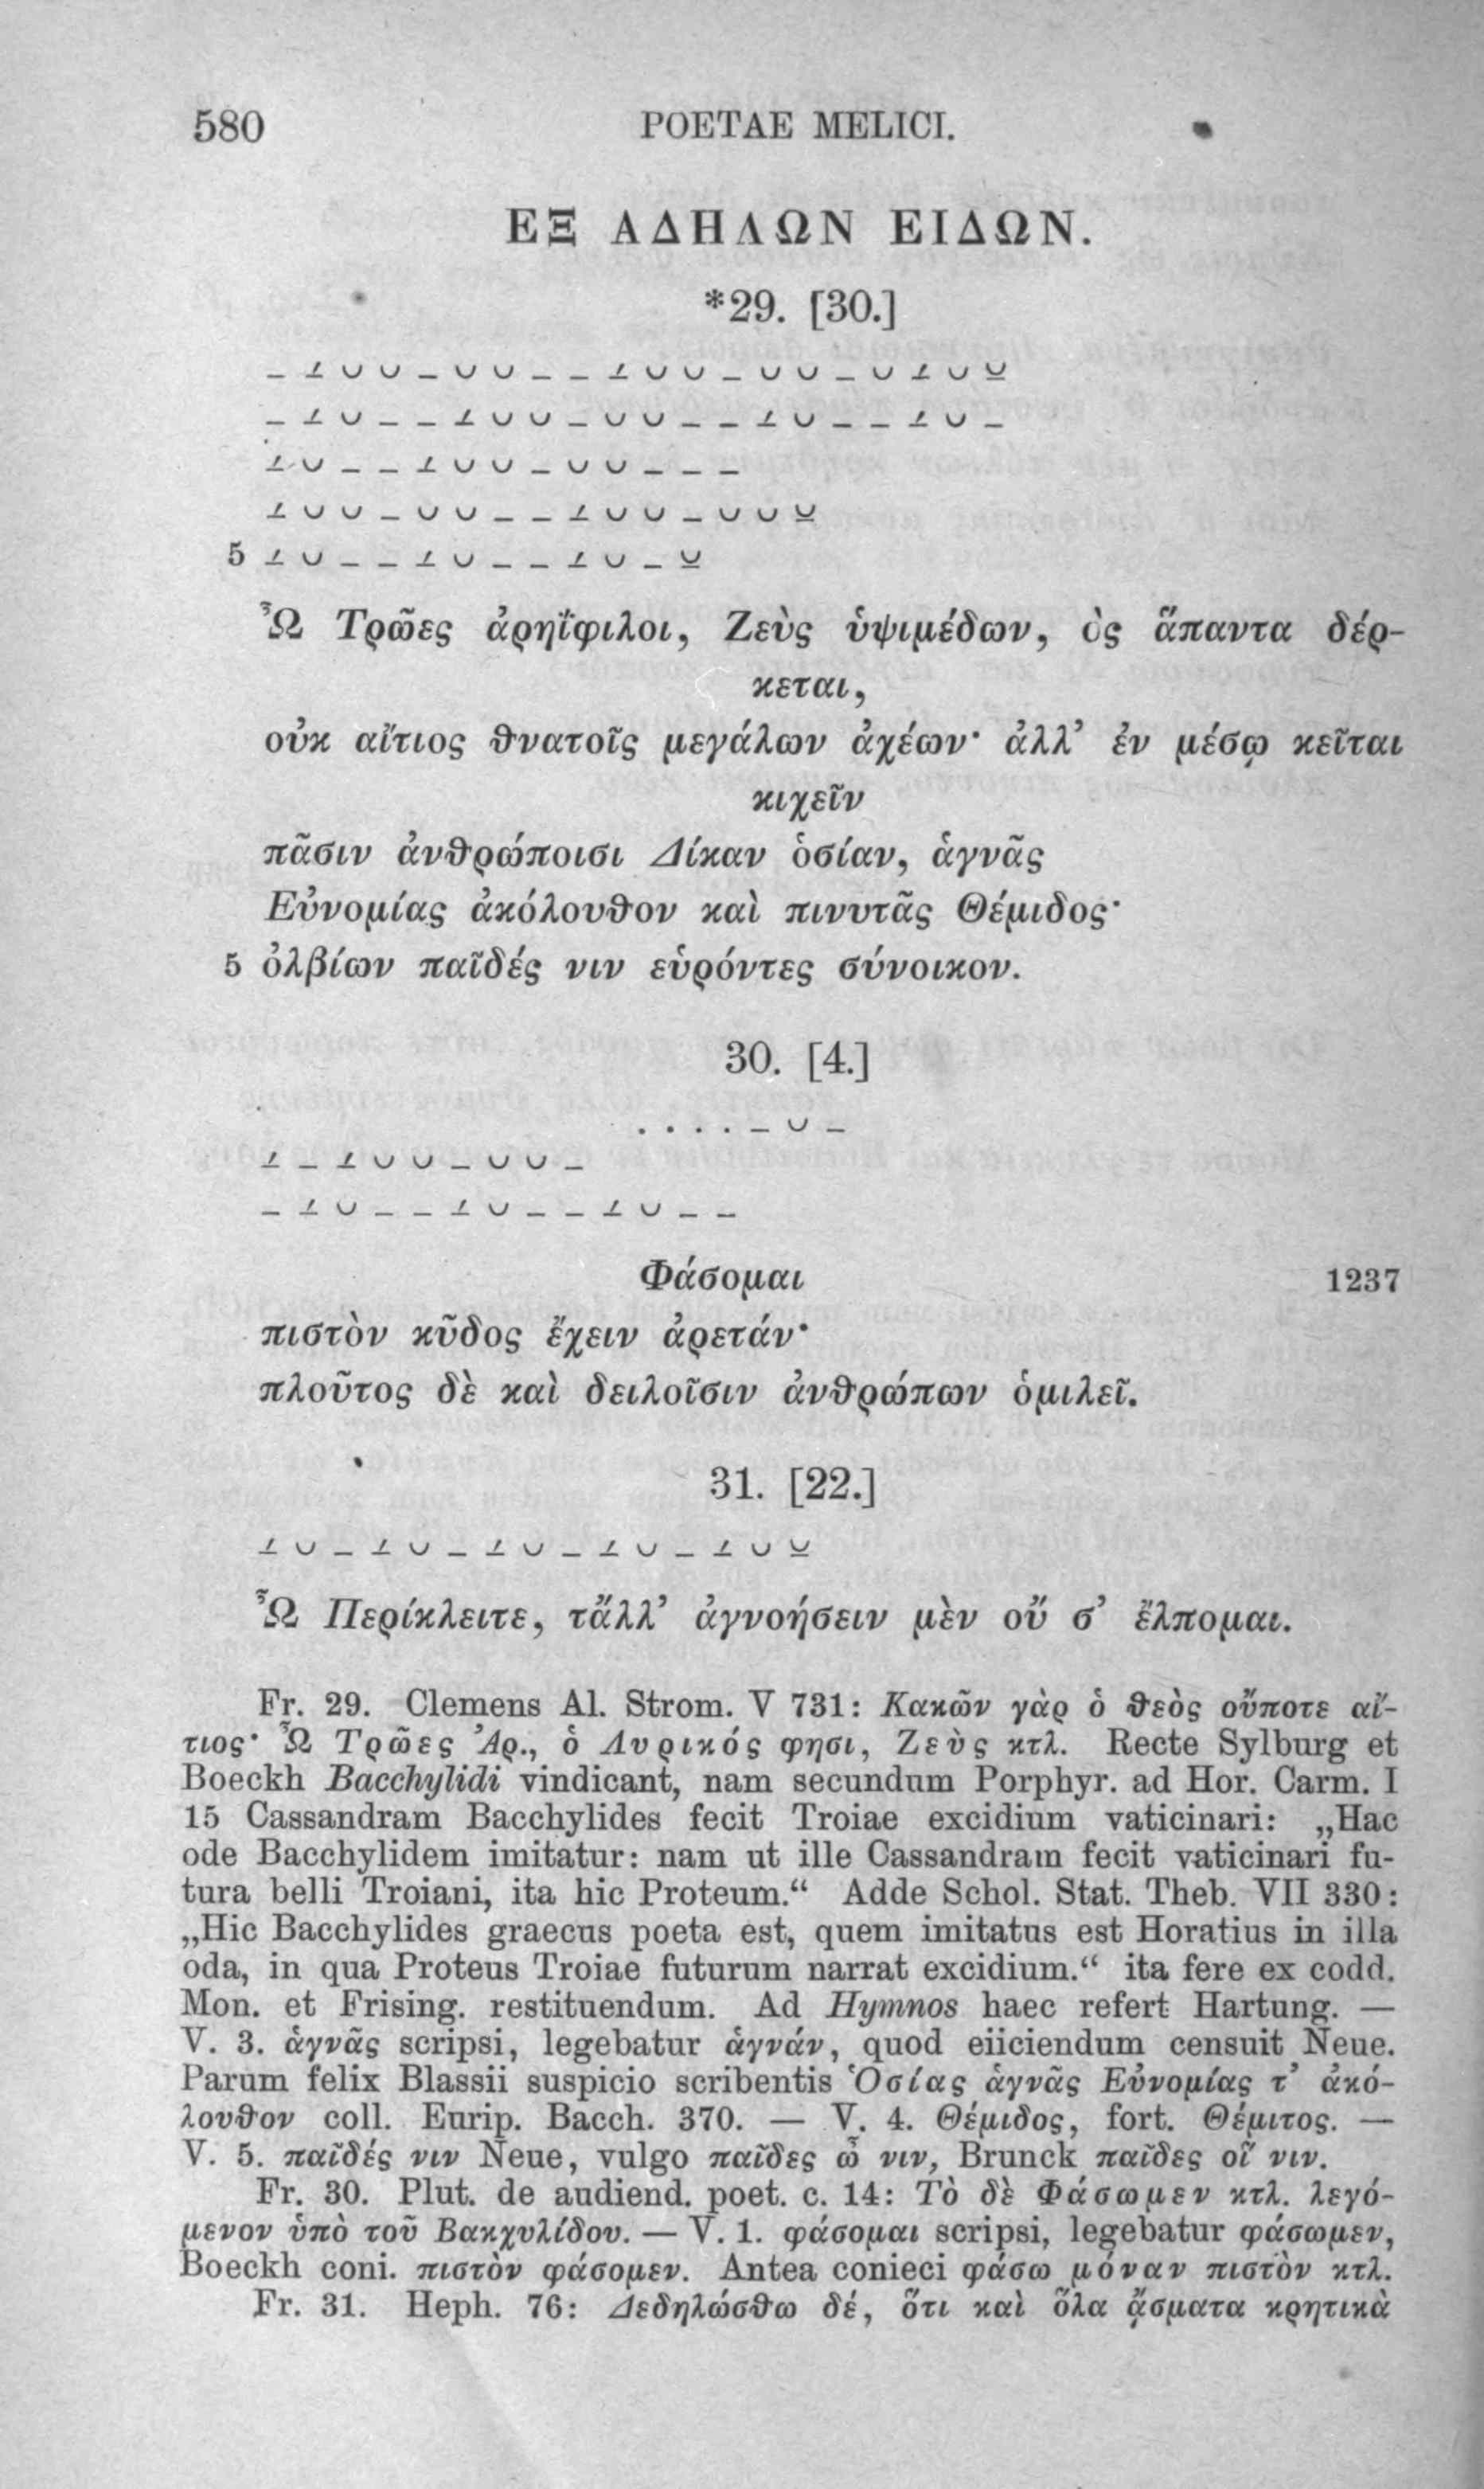 580 POETAE MELICI.
ΕΞ ΑΔΗΛΩΝ ΕΙΔΩΝ.
*29. [30.]
_ ⊥ ∪ ∪ _ ∪ ∪ _ _ ⊥ ∪ ∪ _ ∪ ∪ _ ∪ ⊥ ∪ ⊻
_ ⊥ ∪ _ _ ⊥ ∪ ∪ _ ∪ ∪ _ _ ⊥ ∪ _ _ ⊥ ∪ _
⊥ ∪ _ _ ⊥ ∪ ∪ _ ∪ ∪ _ _ _
⊥ ∪ ∪ _ ∪ ∪ _ _ ⊥ ∪ ∪ _ ∪ ∪ ⊻
5 ⊥ ∪ _ _ ⊥ ∪ _ _ ⊥ ∪ _ ⊻
Ὦ Τρῶες ἀρηΐφιλοι, Ζεὺς ὑψιμέδων, ὃς ἅπαντα δέρ-
κεται,
οὐκ αἴτιος θνατοῖς μεγάλων ἀχέων· ἀλλ’ ἐν μέσῳ κεῖται
κιχεῖν
πᾶσιν ἀνθρώποισι Δίκαν ὁσίαν, ἁγνᾶς
Εὐνομίας ἀκόλουθον καὶ πινυτᾶς Θέμιδος·
5 ὀλβίων παῖδές νιν εὑρόντες σύνοικον.
30. [4.]
. . . . _ ∪ _
⊥ _ ⊥ ∪ ∪ _ ∪ ∪ _
_ ⊥ ∪ _ _ ⊥ ∪ _ _ ⊥ ∪ _ _
Φάσομαι 1237
πιστὸν κῦδος ἔχειν ἀρετάν·
πλοῦτος δὲ καὶ δειλοῖσιν ἀνθρώπων ὁμιλεῖ.
31. [22.]
⊥ ∪ _ ⊥ ∪ _ ⊥ ∪ _ ⊥ ∪ _ ⊥ ∪ ⊻
Ὦ Περίκλειτε, τἄλλ’ ἀγνοήσειν μὲν οὔ σ’ ἔλπομαι.
Fr. 29. Clemens Al. Strom. V 731: Κακῶν γὰρ ὁ θεὸς οὔποτε αἴ-
τιος· Ὦ Τρῶες Ἀρ., ὁ Λυρικός φησι, Ζεὺς κτλ. Recte Sylburg et
Boeckh Bacchylidi vindicant, nam secundum Porphyr. ad Hor. Carm. I
15 Cassandram Bacchylides fecit Troiae excidium vaticinari: „Hac
ode Bacchylidem imitatur: nam ut ille Cassandram fecit vaticinari fu-
tura belli Troiani, ita hic Proteum.“ Adde Schol. Stat. Theb. VII 330:
„Hic Bacchylides graecus poeta est, quem imitatus est Horatius in illa
oda, in qua Proteus Troiae futurum narrat excidium.“ ita fere ex codd.
Mon. et Frising. restituendum. Ad Hymnos haec refert Hartung. —
V. 3. ἁγνᾶς scripsi, legebatur ἁγνάν, quod eiiciendum censuit Neue.
Parum felix Blassii suspicio scribentis Ὁσίας ἁγνᾶς Εὐνομίας τ’ ἀκό-
λουθον coll. Eurip. Bacch. 370. — V. 4. Θέμιδος, fort. Θέμιτος. —
V. 5. παῖδές νιν Neue, vulgo παῖδες ὦ νιν, Brunck παῖδες οἵ νιν.
Fr. 30. Plut. de audiend. poet. c. 14: Τὸ δὲ Φάσωμεν κτλ. λεγό-
μενον ὑπὸ τοῦ Βακχυλίδου. — V. 1. φάσομαι scripsi, legebatur φάσωμεν,
Boeckh coni. πιστὸν φάσομεν. Antea conieci φάσω μόναν πιστὸν κτλ.
Fr. 31. Heph. 76: Δεδηλώσθω δέ, ὅτι καὶ ὅλα ᾄσματα κρητικὰ